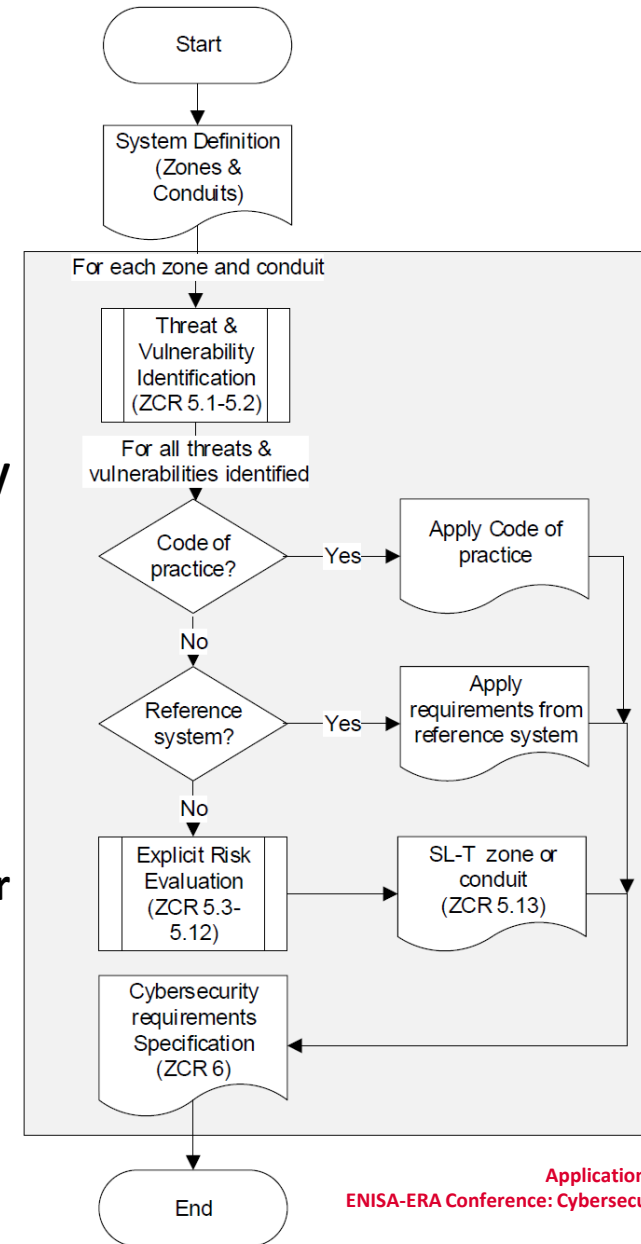 Start
System Definition
(Zones &
Conduits)
For each zone and conduit
Threat &
Vulnerability
Identification
(ZCR 5.1-5.2)
For all threats &
vulnerabilities identified
Code of
practice?
Yes
Apply Code of
practice
No
Reference
system?
Yes
Apply
requirements from
reference system
No
Explicit Risk
Evaluation
(ZCR 5.3-
5.12)
SL-T zone or
conduit
(ZCR 5.13)
Cybersecurity
requirements
Specification
(ZCR 6)
End
Application
ENISA-ERA Conference: